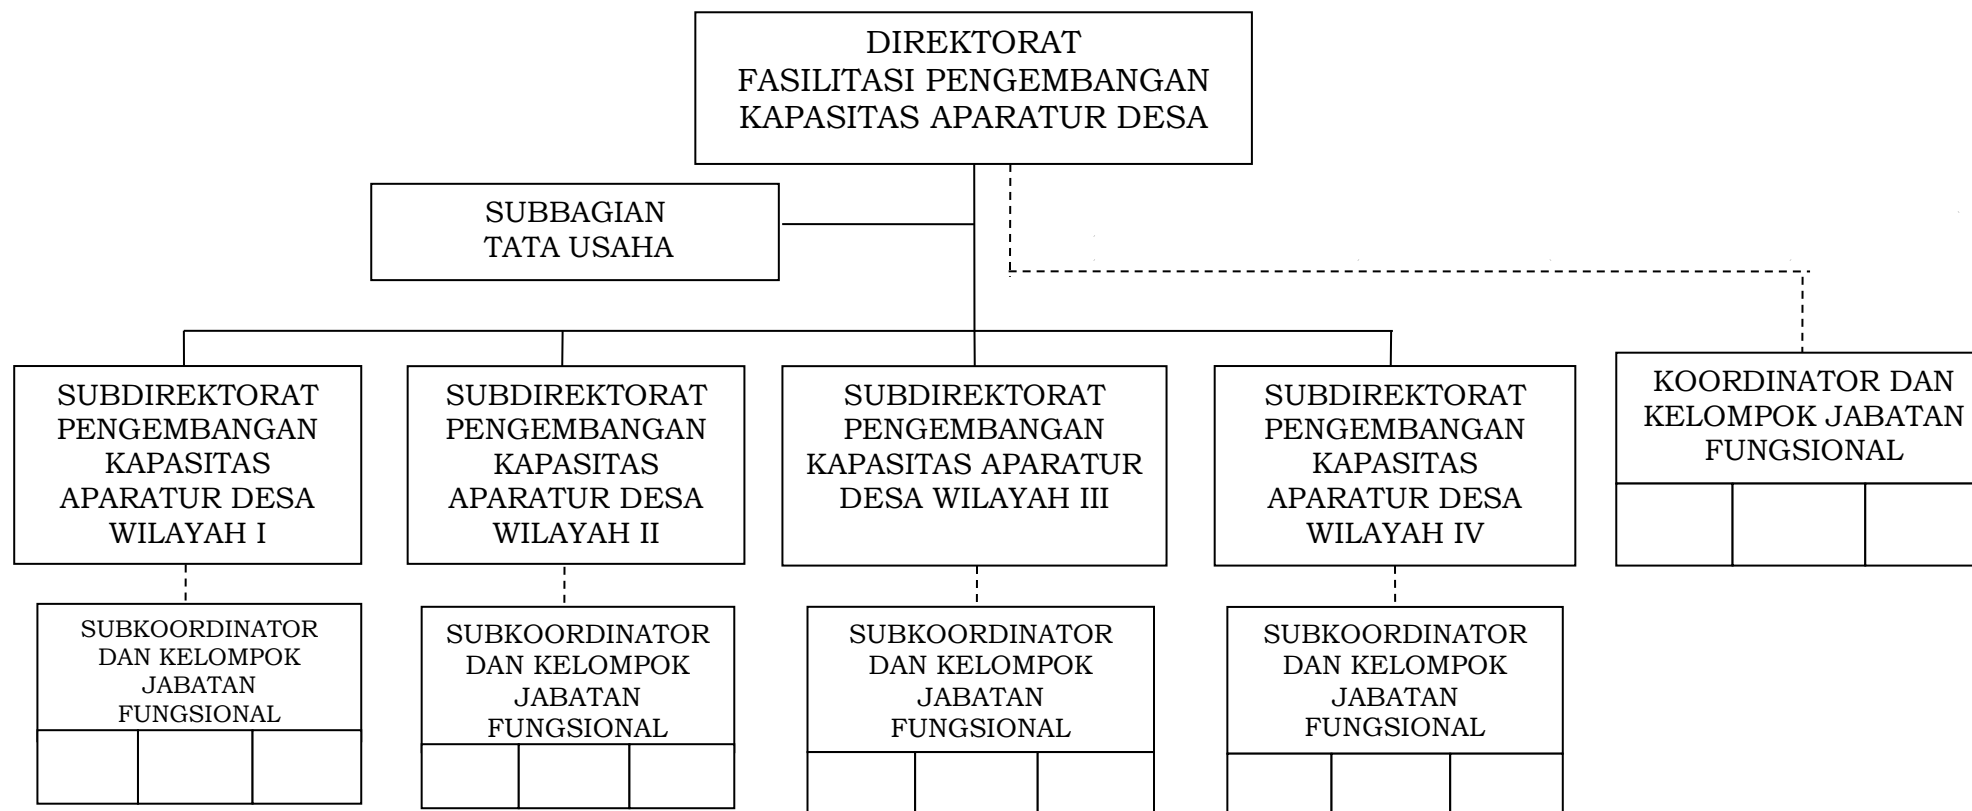 DIREKTORAT
FASILITASI PENGEMBANGAN
KAPASITAS APARATUR DESA
SUBBAGIAN
TATA USAHA
SUBDIREKTORAT
PENGEMBANGAN
KAPASITAS
APARATUR DESA
WILAYAH I
SUBDIREKTORAT
PENGEMBANGAN
KAPASITAS
APARATUR DESA
WILAYAH II
SUBDIREKTORAT
PENGEMBANGAN
KAPASITAS APARATUR
DESA WILAYAH III
SUBDIREKTORAT
PENGEMBANGAN
KAPASITAS
APARATUR DESA
WILAYAH IV
KOORDINATOR DAN
KELOMPOK JABATAN
FUNGSIONAL
SUBKOORDINATOR
DAN KELOMPOK
JABATAN
FUNGSIONAL
SUBKOORDINATOR
DAN KELOMPOK
JABATAN
FUNGSIONAL
SUBKOORDINATOR
DAN KELOMPOK
JABATAN
FUNGSIONAL
SUBKOORDINATOR
DAN KELOMPOK
JABATAN
FUNGSIONAL